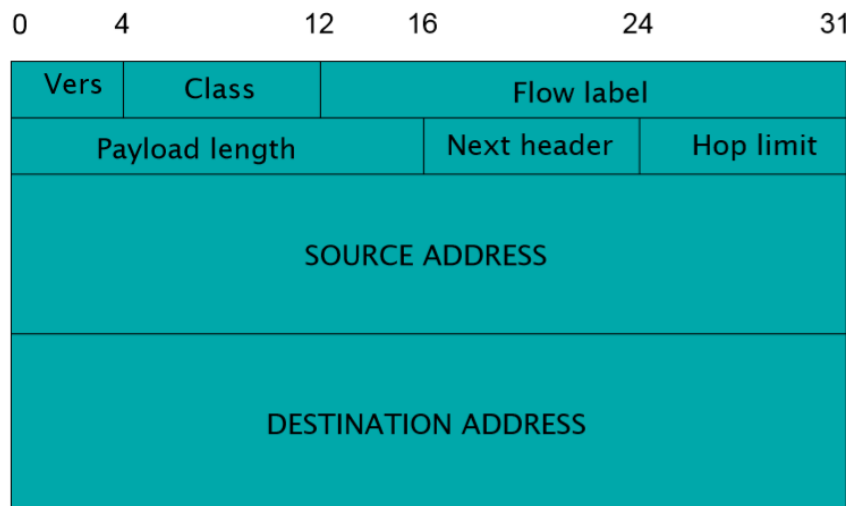 0 4 12 16 24 31
Vers Class Flow label
Payload length Next header Hop limit
SOURCE ADDRESS
DESTINATION ADDRESS